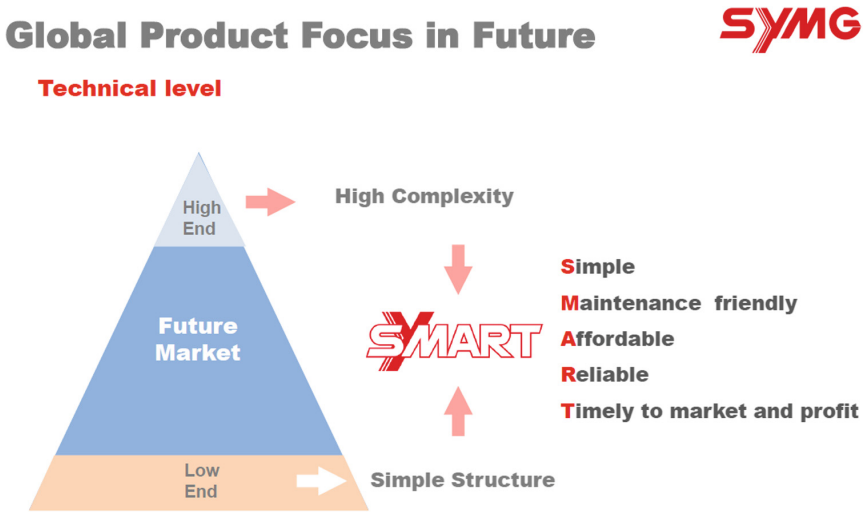 Global Product Focus in Future
SYMG
Technical level
High
End
High Complexity
Future
Market
SYMART
Simple
Maintenance friendly
Affordable
Reliable
Timely to market and profit
Low
End
Simple Structure